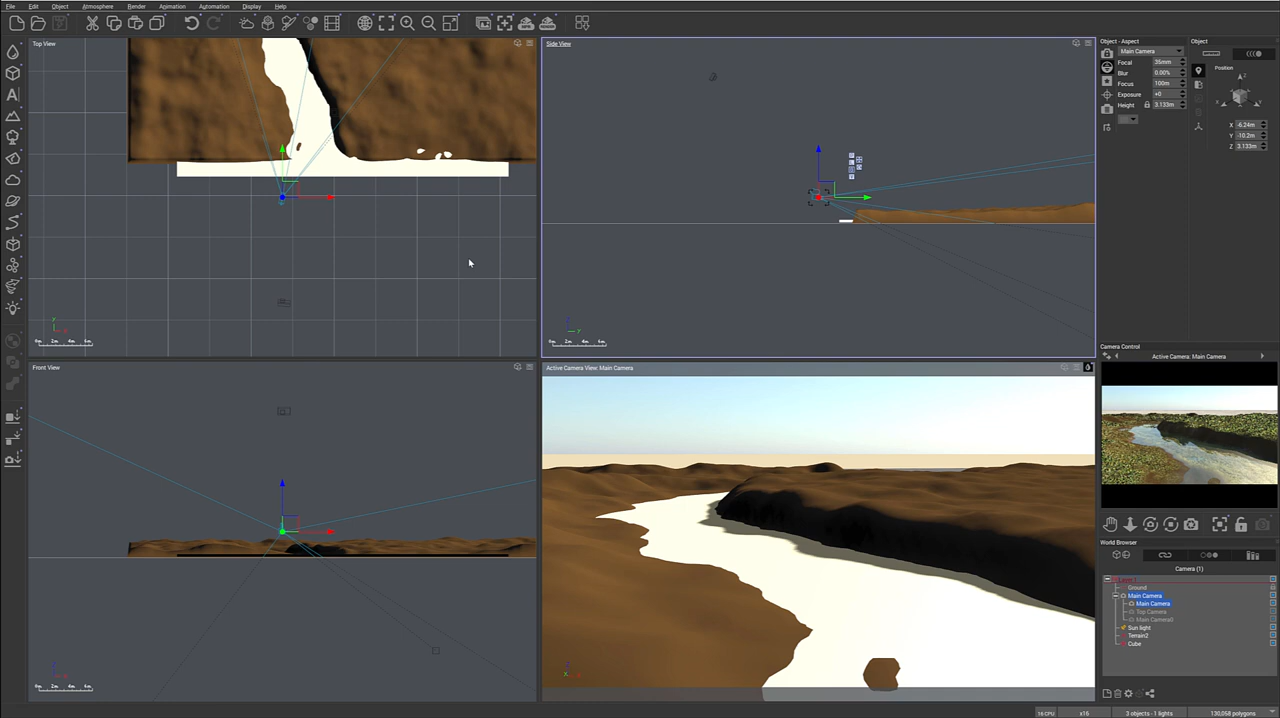 File Edit Object Atmosphere Render Animation Automation Display Help
Top View
Side View
Front View
Active Camera View: Main Camera
Object - Aspect
Main Camera
Focal 35mm
Blur 0.00%
Focus 100m
Exposure +0
Height 3.133m
Object
Position
X -6.24m
Y -10.2m
Z 3.133m
Camera Control
Active Camera: Main Camera
World Browser
Camera (1)
Layer 1
Ground
Main Camera
Main Camera
Top Camera
Main Camera0
Sun light
Terrain2
Cube
16 CPU x16 3 objects - 1 lights 130,058 polygons